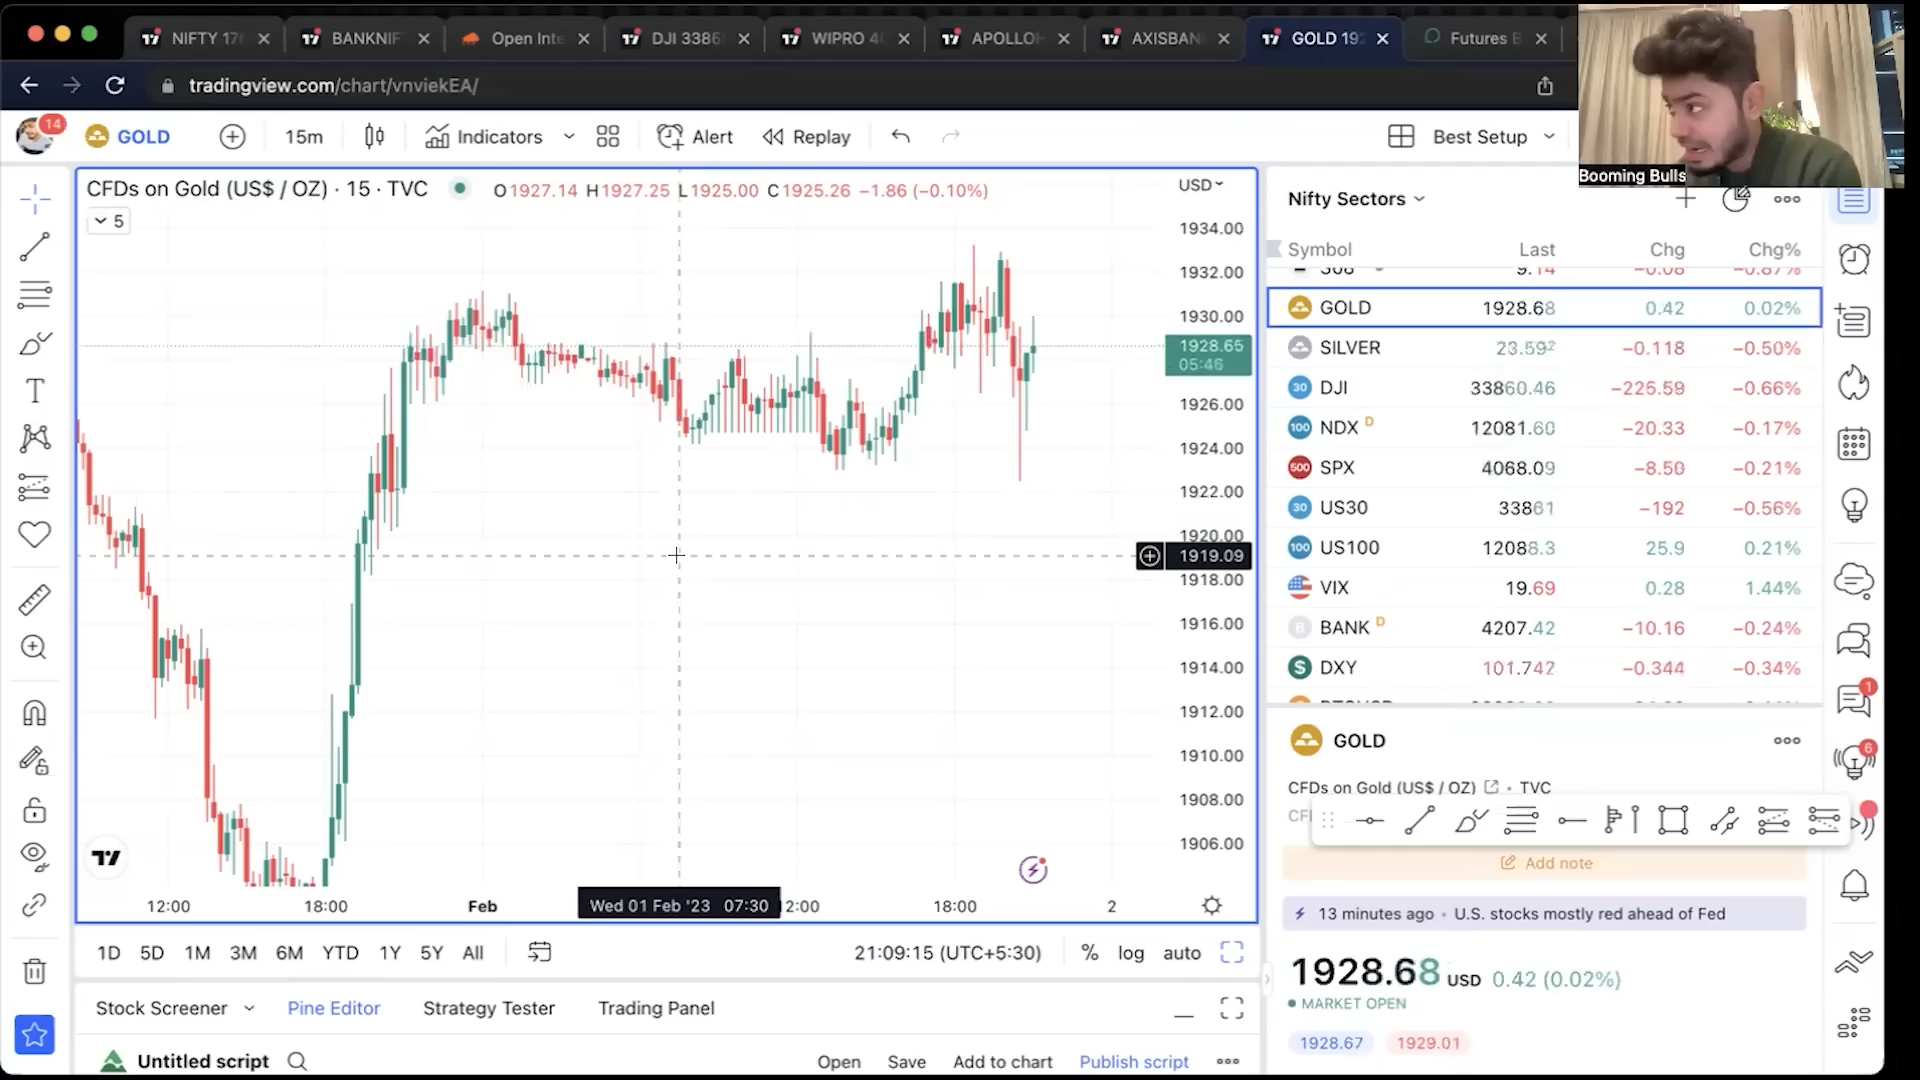 NIFTY 17
BANKNIF
Open Inte
DJI 3386
WIPRO 4
APOLLOH
AXISBAN
GOLD 192
Futures B
tradingview.com/chart/vnviekEA/
14
GOLD
15m
Indicators
Alert
Replay
Best Setup
Booming Bulls
CFDs on Gold (US$ / OZ) · 15 · TVC
O1927.14 H1927.25 L1925.00 C1925.26 −1.86 (−0.10%)
5
USD
1934.00
1932.00
1930.00
1928.65
05:46
1926.00
1924.00
1922.00
1920.00
1919.09
1918.00
1916.00
1914.00
1912.00
1910.00
1908.00
1906.00
12:00 18:00 Feb Wed 01 Feb '23 07:30 2:00 18:00 2
1D 5D 1M 3M 6M YTD 1Y 5Y All
21:09:15 (UTC+5:30) % log auto
Stock Screener Pine Editor Strategy Tester Trading Panel
Untitled script
Open Save Add to chart Publish script
Nifty Sectors
Symbol Last Chg Chg%
GOLD 1928.68 0.42 0.02%
SILVER 23.592 −0.118 −0.50%
30 DJI 33860.46 −225.59 −0.66%
100 NDX D 12081.60 −20.33 −0.17%
500 SPX 4068.09 −8.50 −0.21%
30 US30 33861 −192 −0.56%
100 US100 12088.3 25.9 0.21%
VIX 19.69 0.28 1.44%
B BANK D 4207.42 −10.16 −0.24%
$ DXY 101.742 −0.344 −0.34%
GOLD
CFDs on Gold (US$ / OZ) • TVC
Add note
13 minutes ago • U.S. stocks mostly red ahead of Fed
1928.68 USD 0.42 (0.02%)
MARKET OPEN
1928.67 1929.01
1
6